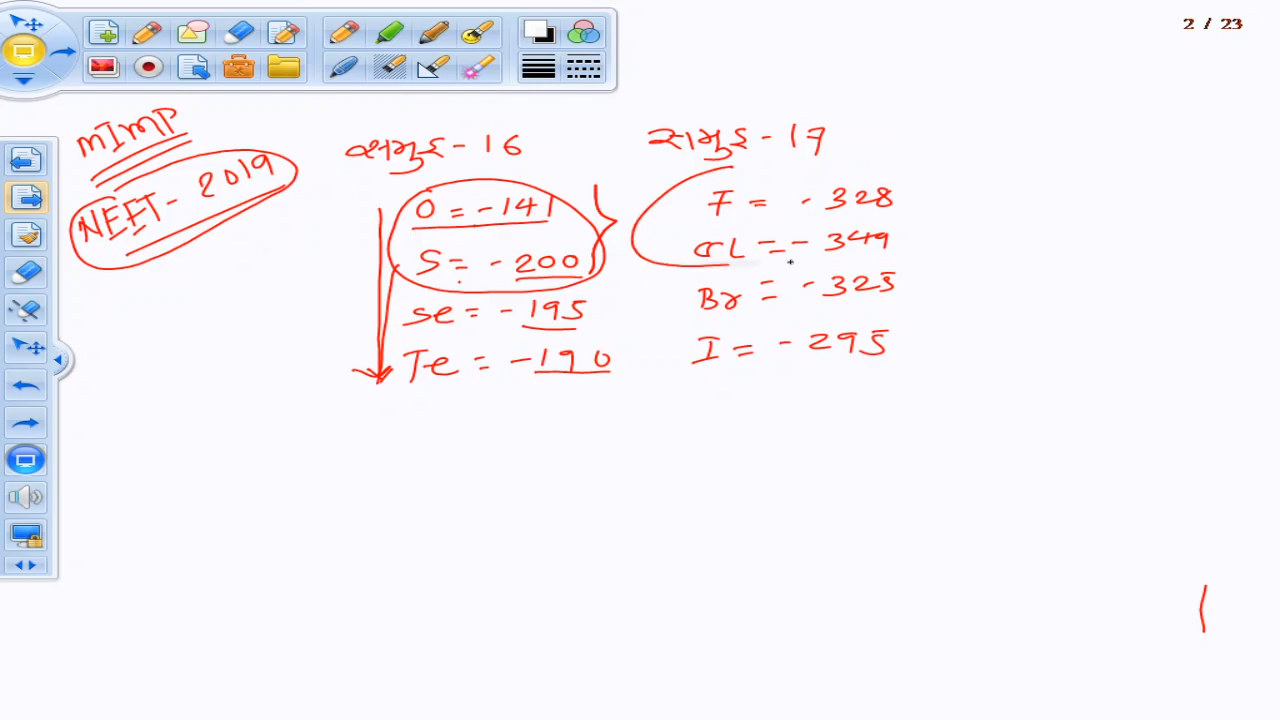 2 / 23
mIMP
NEET - 2019
સમૂહ - 16
O = -141
S = - 200
Se = - 195
Te = - 190
સમૂહ - 17
F = - 328
Cl = - 349
Br = - 325
I = - 295